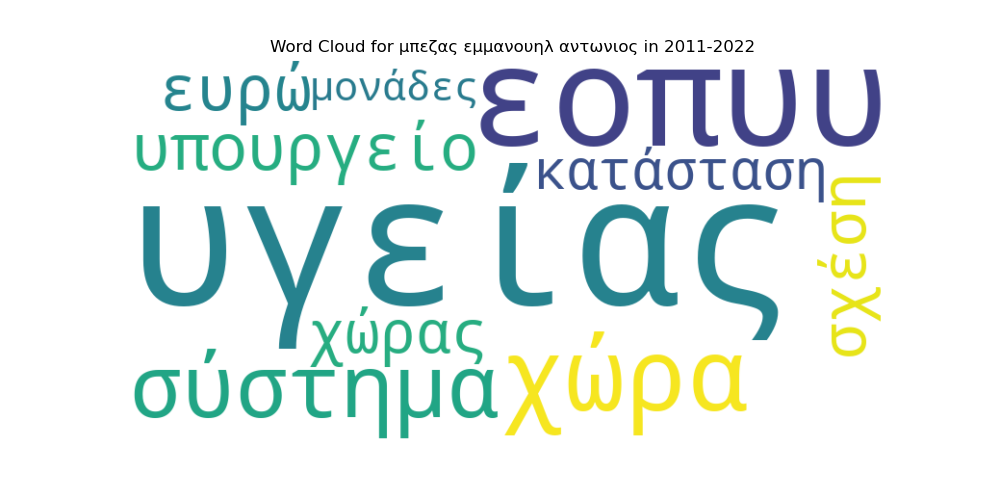 Word Cloud for μπεζας εμμανουηλ αντωνιος in 2011-2022
ευρώ
μονάδες
εοπυυ
υπουργείο
κατάσταση
υγείας
σχέση
χώρας
σύστημα
χώρα